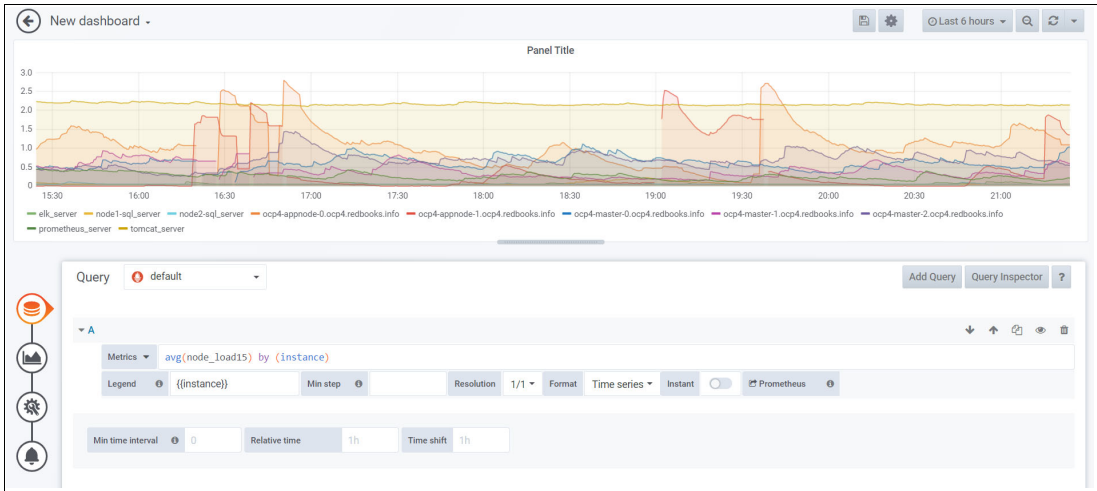 New dashboard
Last 6 hours
Panel Title
3.0
2.5
2.0
1.5
1.0
0.5
0
15:30 16:00 16:30 17:00 17:30 18:00 18:30 19:00 19:30 20:00 20:30 21:00
elk_server node1-sql_server node2-sql_server ocp4-appnode-0.ocp4.redbooks.info ocp4-appnode-1.ocp4.redbooks.info ocp4-master-0.ocp4.redbooks.info ocp4-master-1.ocp4.redbooks.info ocp4-master-2.ocp4.redbooks.info
prometheus_server tomcat_server
Query default Add Query Query Inspector ?
A
Metrics avg(node_load15) by (instance)
Legend {{instance}} Min step Resolution 1/1 Format Time series Instant Prometheus
Min time interval 0 Relative time 1h Time shift 1h